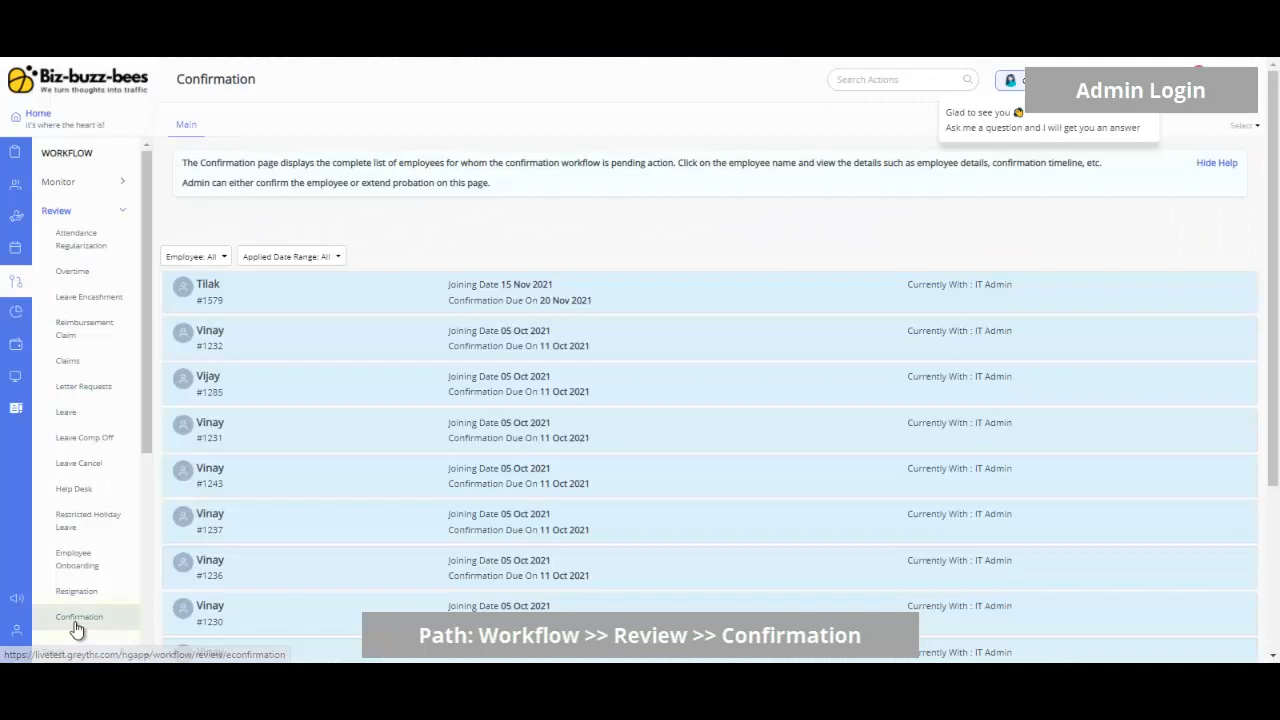 Biz-buzz-bees
We turn thoughts into traffic
Confirmation
Search Actions
Admin Login
Home
it's where the heart is!
Main
Glad to see you
Ask me a question and I will get you an answer
Select
WORKFLOW
Monitor
Review
Attendance
Regularization
Overtime
Leave Encashment
Reimbursement
Claim
Claims
Letter Requests
Leave
Leave Comp Off
Leave Cancel
Help Desk
Restricted Holiday
Leave
Employee
Onboarding
Resignation
Confirmation
The Confirmation page displays the complete list of employees for whom the confirmation workflow is pending action. Click on the employee name and view the details such as employee details, confirmation timeline, etc.
Hide Help
Admin can either confirm the employee or extend probation on this page.
Employee: All
Applied Date Range: All
Tilak Joining Date 15 Nov 2021 Currently With : IT Admin
#1579 Confirmation Due On 20 Nov 2021
Vinay Joining Date 05 Oct 2021 Currently With : IT Admin
#1232 Confirmation Due On 11 Oct 2021
Vijay Joining Date 05 Oct 2021 Currently With : IT Admin
#1285 Confirmation Due On 11 Oct 2021
Vinay Joining Date 05 Oct 2021 Currently With : IT Admin
#1231 Confirmation Due On 11 Oct 2021
Vinay Joining Date 05 Oct 2021 Currently With : IT Admin
#1243 Confirmation Due On 11 Oct 2021
Vinay Joining Date 05 Oct 2021 Currently With : IT Admin
#1237 Confirmation Due On 11 Oct 2021
Vinay Joining Date 05 Oct 2021 Currently With : IT Admin
#1236 Confirmation Due On 11 Oct 2021
Vinay Joining Date 05 Oct 2021 Currently With : IT Admin
#1230
Path: Workflow >> Review >> Confirmation
With : IT Admin
https://livetest.greythr.com/ngapp/workflow/review/econfirmation